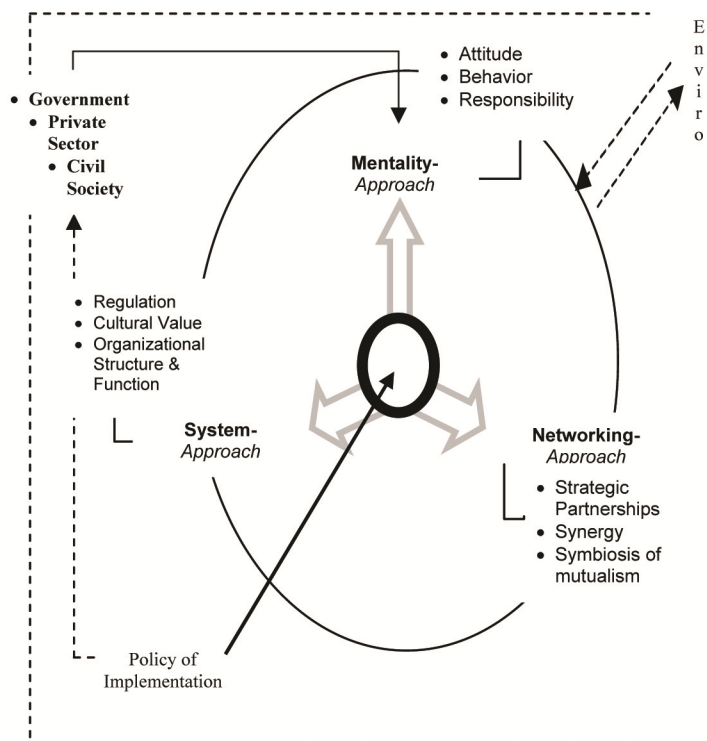 • Attitude
• Behavior
• Responsibility
E
n
v
i
r
o
• Government
• Private
Sector
• Civil
Society
Mentality-
Approach
• Regulation
• Cultural Value
• Organizational
Structure &
Function
System-
Approach
Networking-
Approach
• Strategic
Partnerships
• Synergy
• Symbiosis of
mutualism
Policy of
Implementation